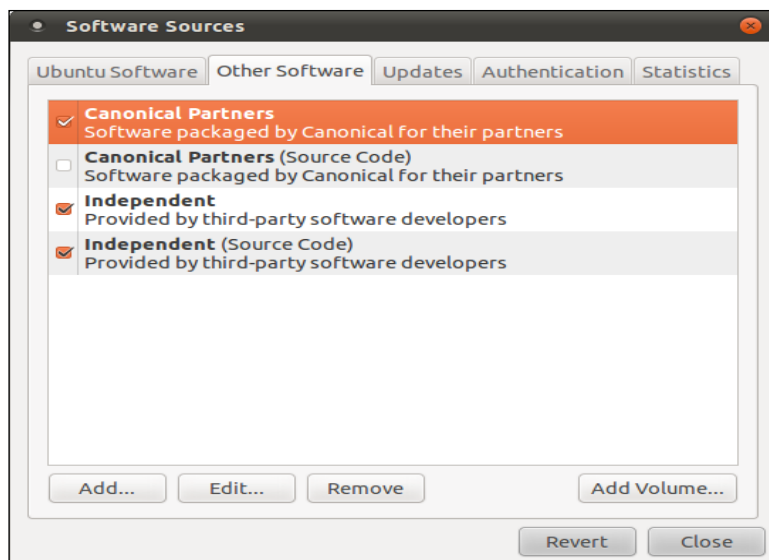 Software Sources
Ubuntu Software Other Software Updates Authentication Statistics
Canonical Partners
Software packaged by Canonical for their partners
Canonical Partners (Source Code)
Software packaged by Canonical for their partners
Independent
Provided by third-party software developers
Independent (Source Code)
Provided by third-party software developers
Add... Edit... Remove Add Volume...
Revert Close